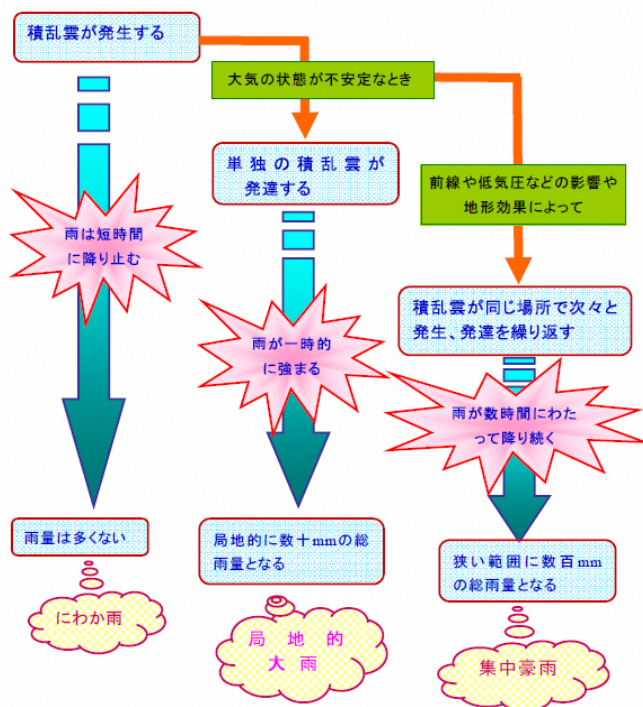 積乱雲が発生する
大気の状態が不安定なとき
単独の積乱雲が
発達する
前線や低気圧などの影響や
地形効果によって
雨は短時間
に降り止む
積乱雲が同じ場所で次々と
発生、発達を繰り返す
雨が一時的
に強まる
雨が数時間にわた
って降り続く
雨量は多くない
局地的に数十mmの総
雨量となる
狭い範囲に数百mm
の総雨量となる
にわか雨
局地的
大雨
集中豪雨